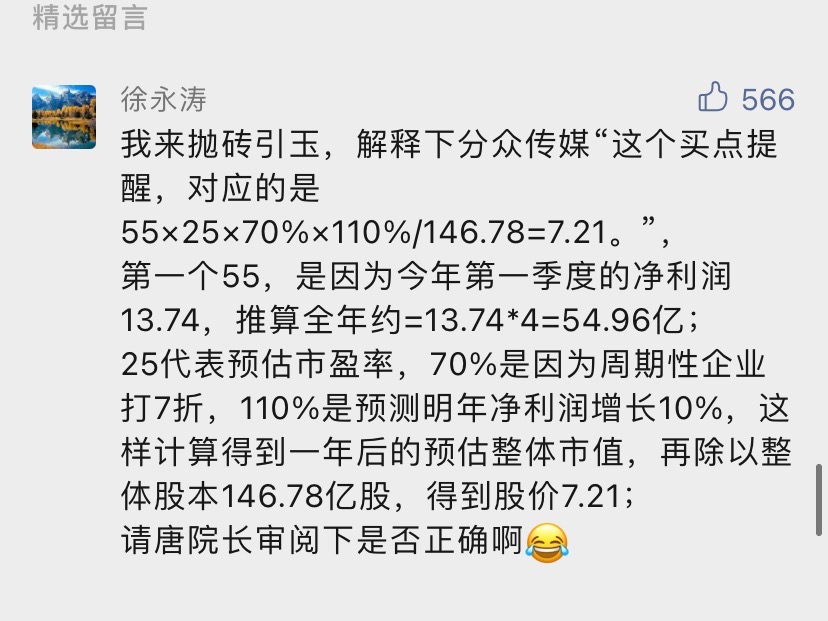 精选留言
徐永涛
566
我来抛砖引玉，解释下分众传媒“这个买点提
醒，对应的是
55×25×70%×110%/146.78=7.21。”，
第一个55，是因为今年第一季度的净利润
13.74，推算全年约=13.74*4=54.96亿；
25代表预估市盈率，70%是因为周期性企业
打7折，110%是预测明年净利润增长10%，这
样计算得到一年后的预估整体市值，再除以整
体股本146.78亿股，得到股价7.21；
请唐院长审阅下是否正确啊😂